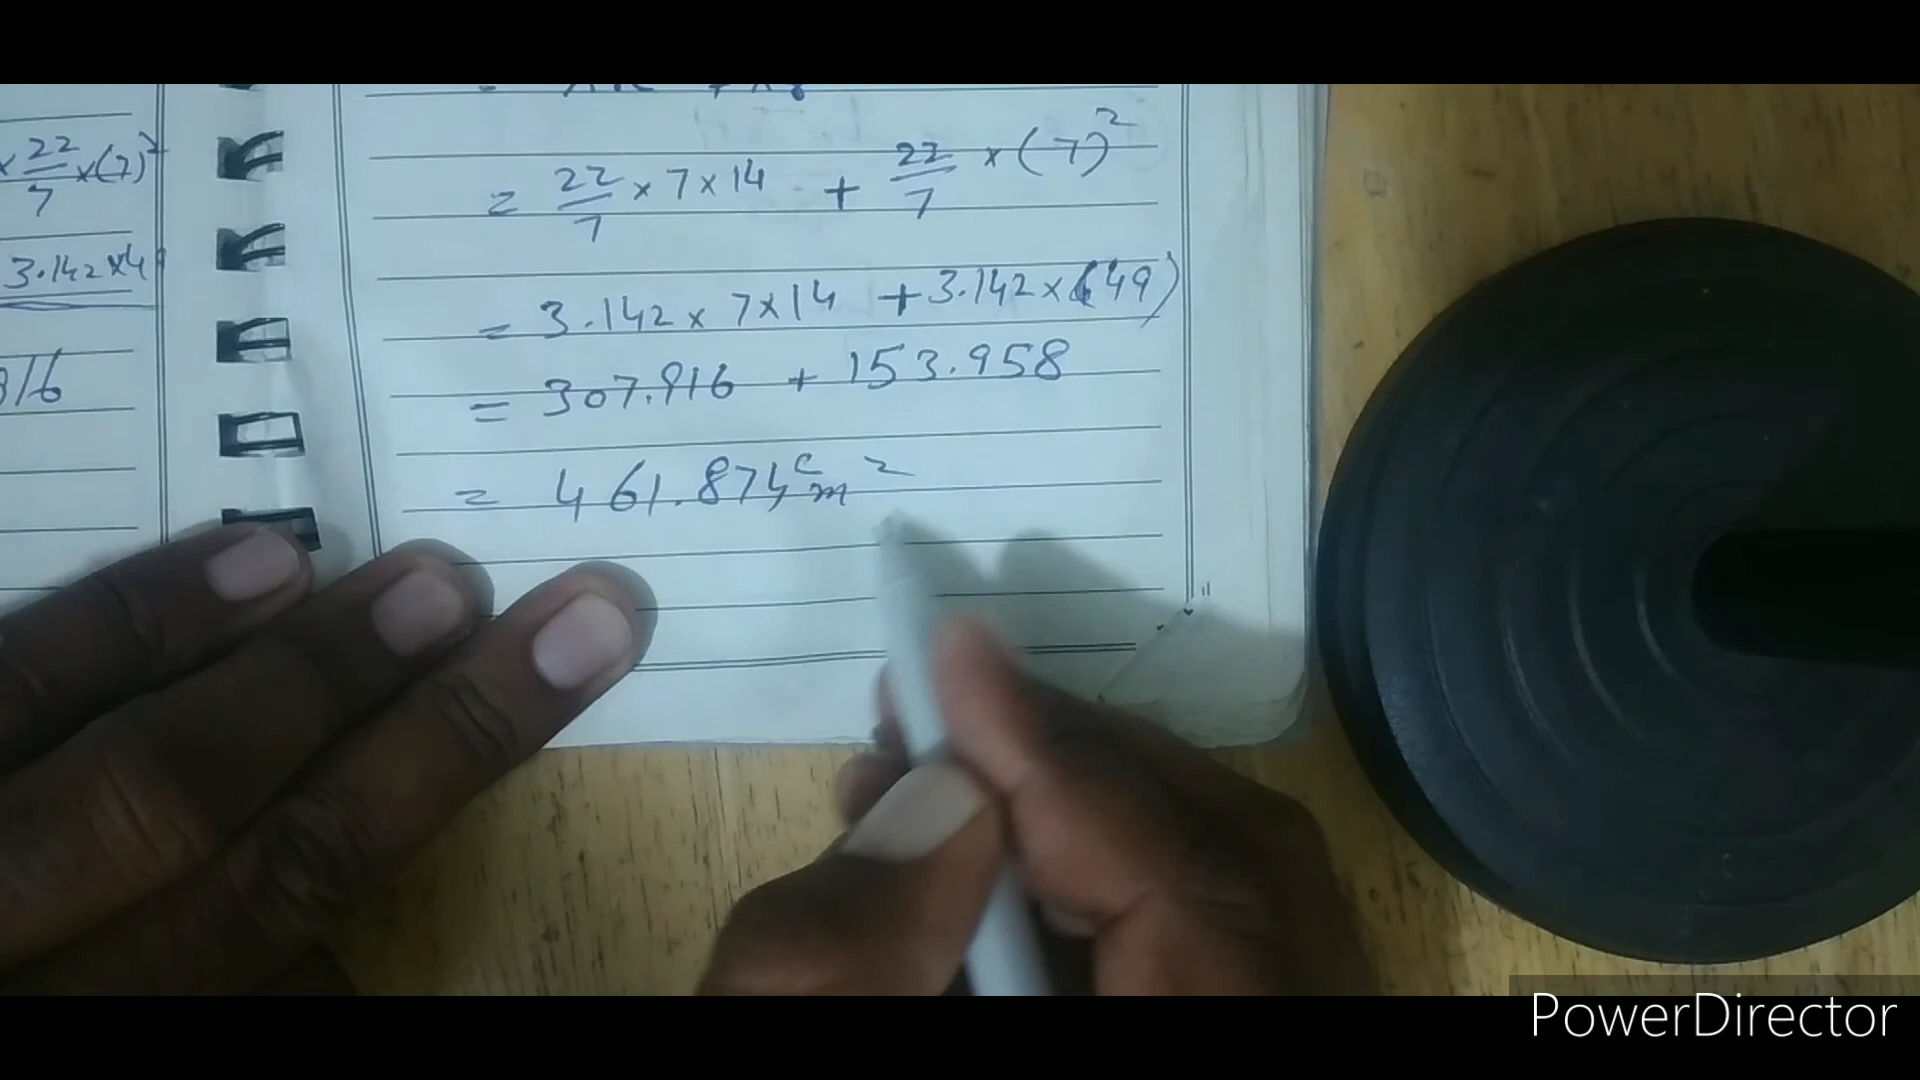 × 22/7 ×(7)²
3.142×4
816
= 22/7 × 7 × 14 + 22/7 × (7)²
= 3.142 × 7×14 + 3.142×(49)
= 307.916 + 153.958
= 461.874 cm²
PowerDirector